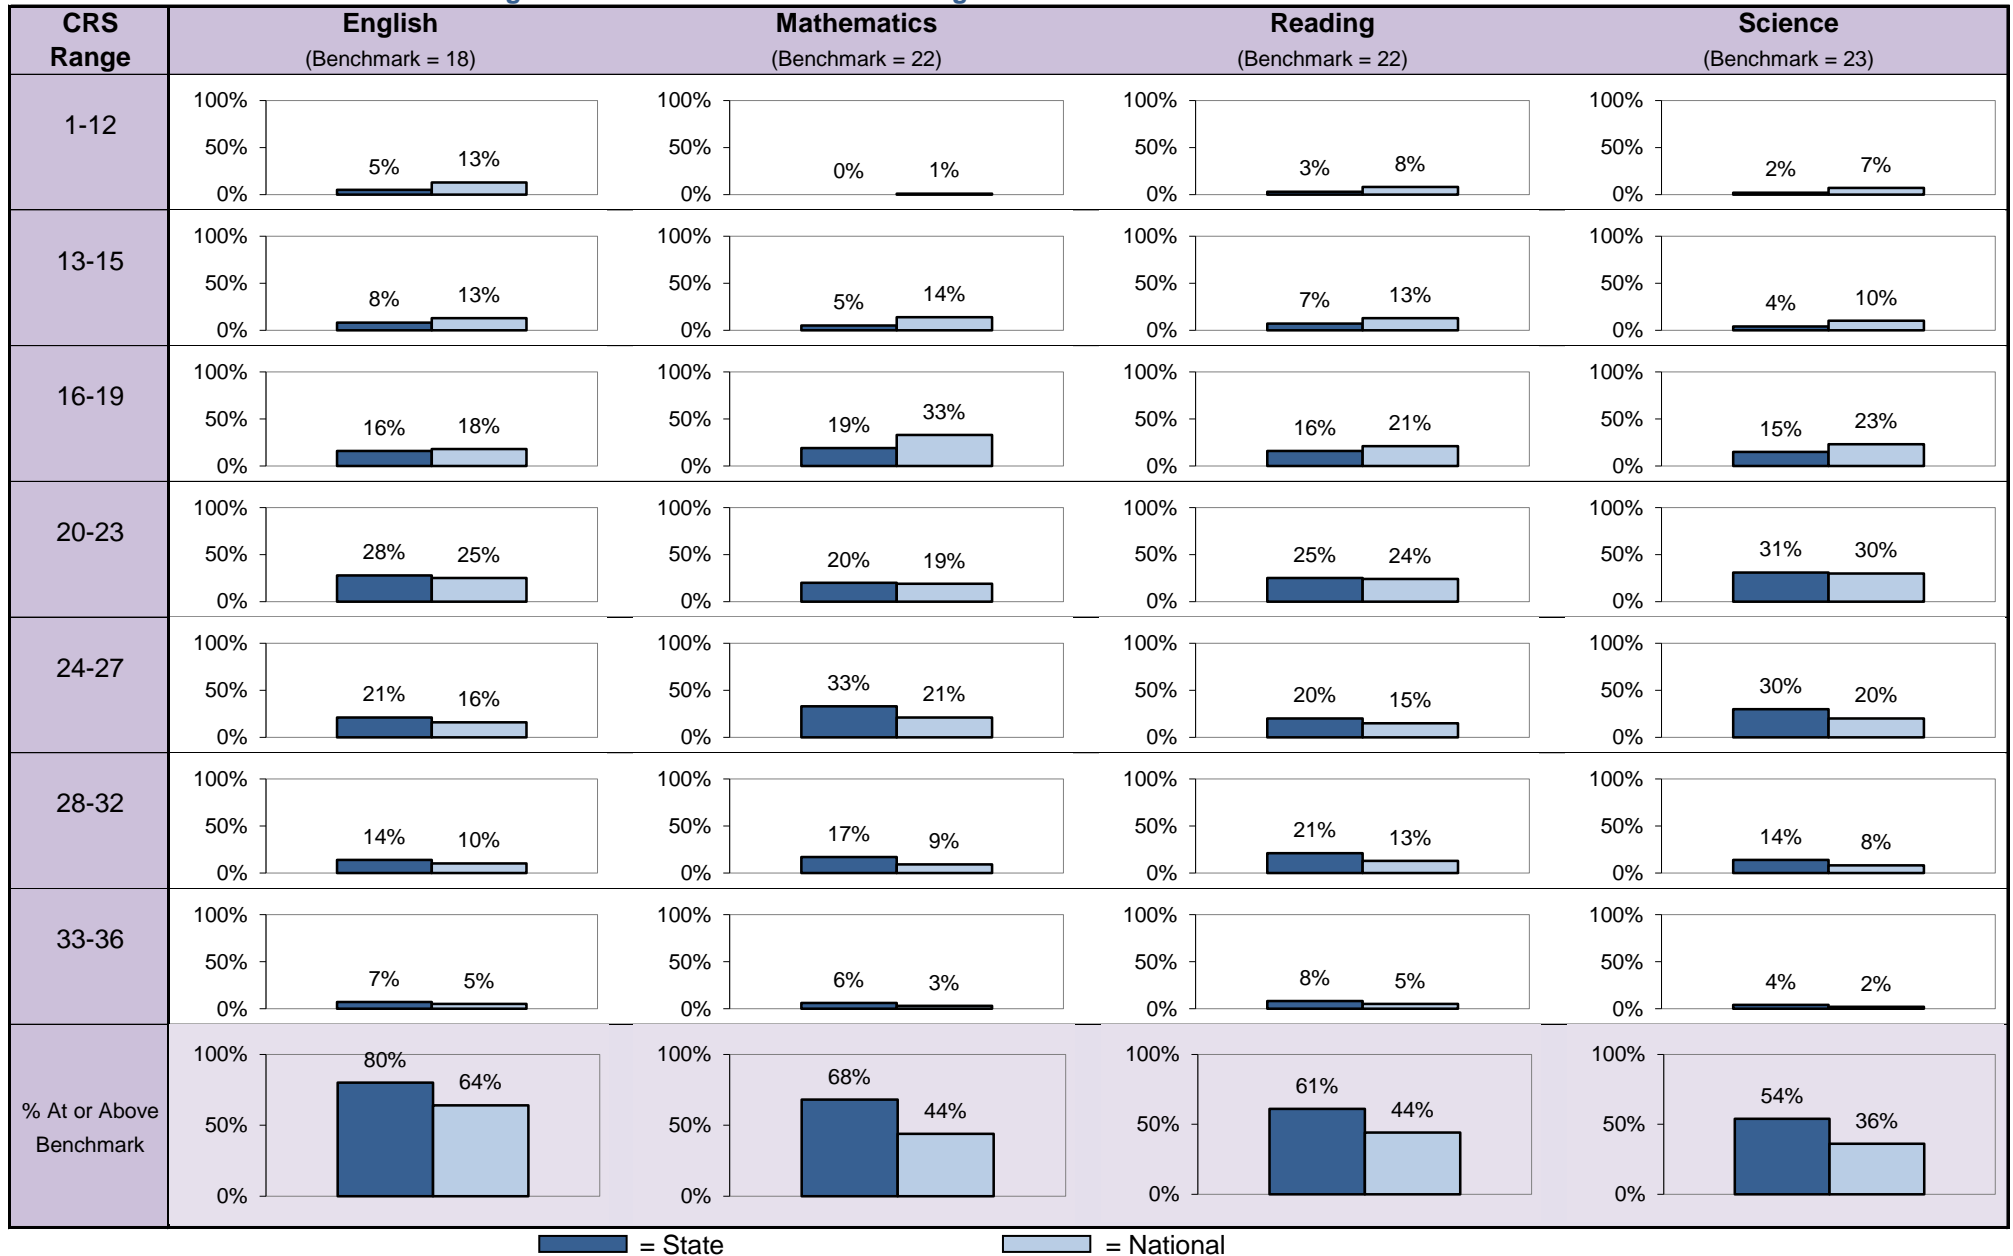 CRS Range English Mathematics Reading Science
(Benchmark = 18) (Benchmark = 22) (Benchmark = 22) (Benchmark = 23)
1-12
100% 100% 100% 100%
50% 50% 50% 50%
0% 0% 0% 0%
5% 13% 0% 1% 3% 8% 2% 7%
13-15
100% 100% 100% 100%
50% 50% 50% 50%
0% 0% 0% 0%
8% 13% 5% 14% 7% 13% 4% 10%
16-19
100% 100% 100% 100%
50% 50% 50% 50%
0% 0% 0% 0%
16% 18% 19% 33% 16% 21% 15% 23%
20-23
100% 100% 100% 100%
50% 50% 50% 50%
0% 0% 0% 0%
28% 25% 20% 19% 25% 24% 31% 30%
24-27
100% 100% 100% 100%
50% 50% 50% 50%
0% 0% 0% 0%
21% 16% 33% 21% 20% 15% 30% 20%
28-32
100% 100% 100% 100%
50% 50% 50% 50%
0% 0% 0% 0%
14% 10% 17% 9% 21% 13% 14% 8%
33-36
100% 100% 100% 100%
50% 50% 50% 50%
0% 0% 0% 0%
7% 5% 6% 3% 8% 5% 4% 2%
% At or Above
Benchmark
100% 100% 100% 100%
50% 50% 50% 50%
0% 0% 0% 0%
80% 64% 68% 44% 61% 44% 54% 36%
= State = National